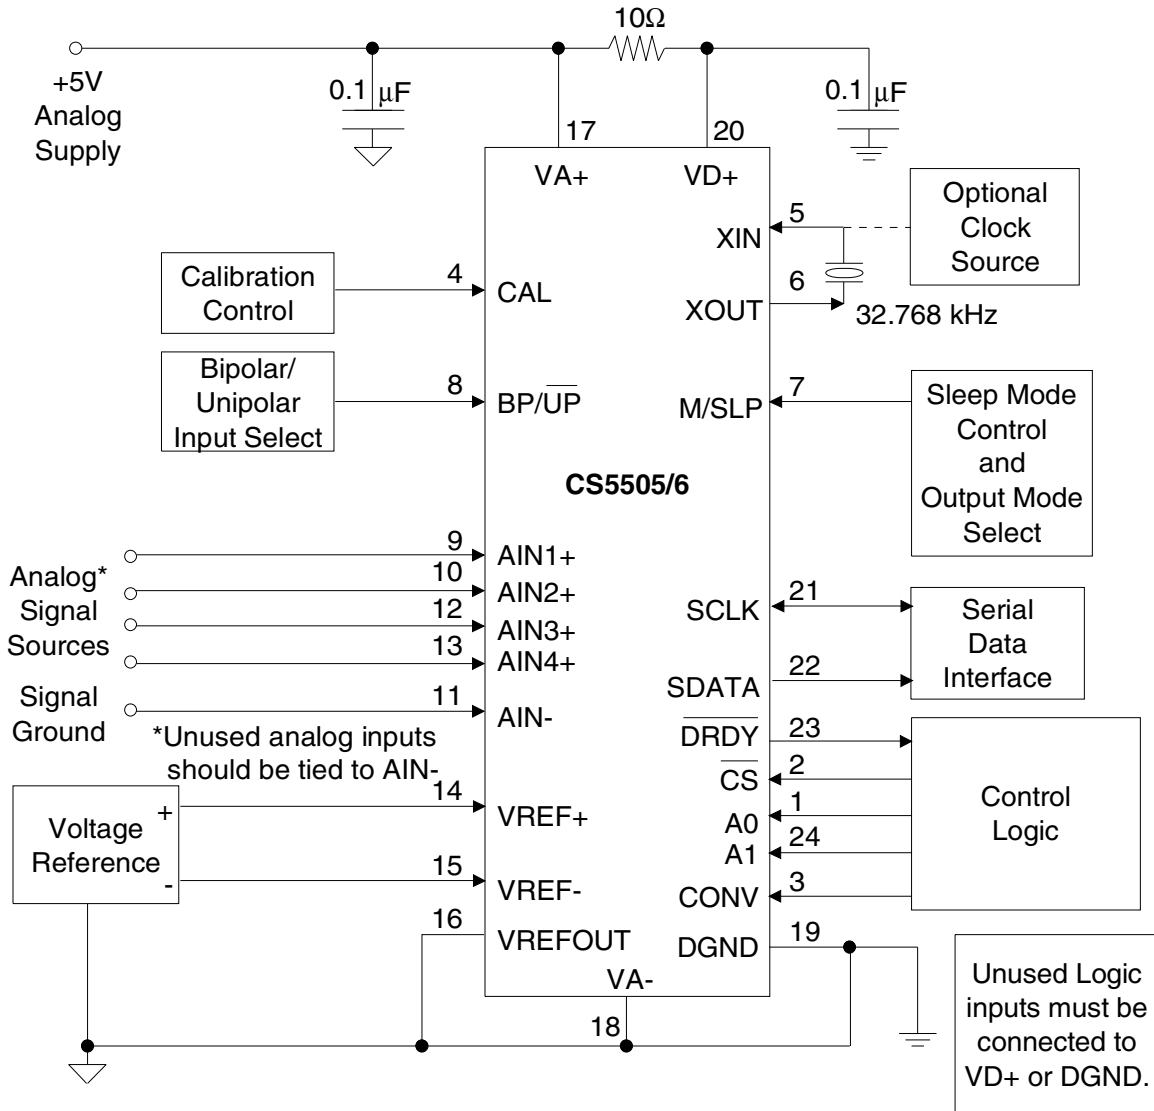 10Ω
+5V
Analog
Supply
0.1 μF
0.1 μF
17
20
VA+
VD+
Optional
Clock
Source
5
XIN
6
XOUT
32.768 kHz
Calibration
Control
4
CAL
Bipolar/
Unipolar
Input Select
8
BP/U̅P̅
7
M/SLP
Sleep Mode
Control
and
Output Mode
Select
CS5505/6
Analog*
Signal
Sources
9
AIN1+
10
AIN2+
12
AIN3+
13
AIN4+
Signal
Ground
11
AIN-
*Unused analog inputs
should be tied to AIN-
21
SCLK
22
SDATA
Serial
Data
Interface
23
D̅R̅D̅Y̅
2
C̅S̅
1
A0
24
A1
3
CONV
Control
Logic
Voltage
Reference
+
-
14
VREF+
15
VREF-
16
VREFOUT
19
DGND
VA-
18
Unused Logic
inputs must be
connected to
VD+ or DGND.